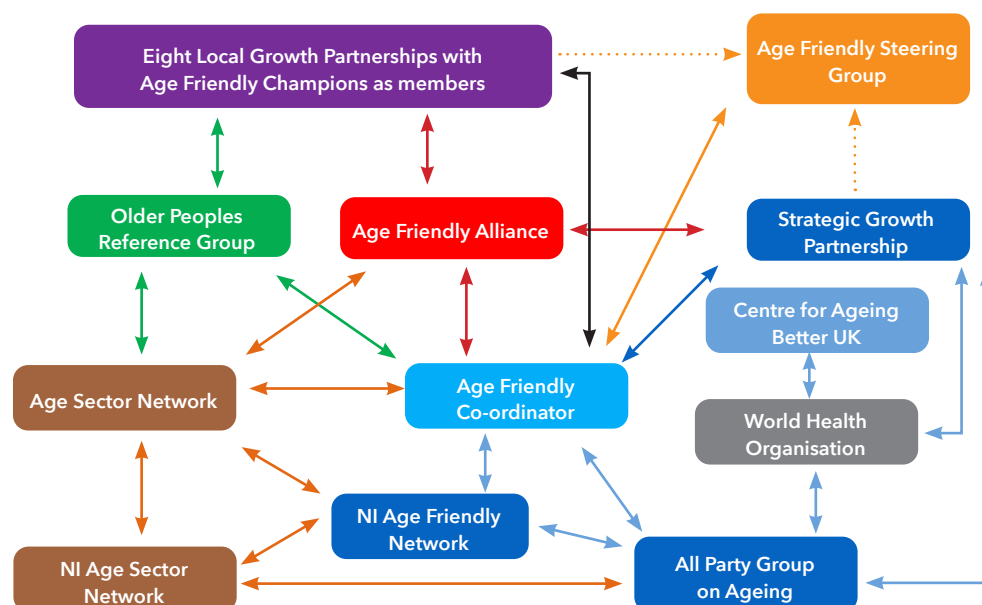 Eight Local Growth Partnerships with
Age Friendly Champions as members
Age Friendly Steering
Group
Older Peoples
Reference Group
Age Friendly Alliance
Strategic Growth
Partnership
Centre for Ageing
Better UK
Age Sector Network
Age Friendly
Co-ordinator
World Health
Organisation
NI Age Friendly
Network
NI Age Sector
Network
All Party Group
on Ageing